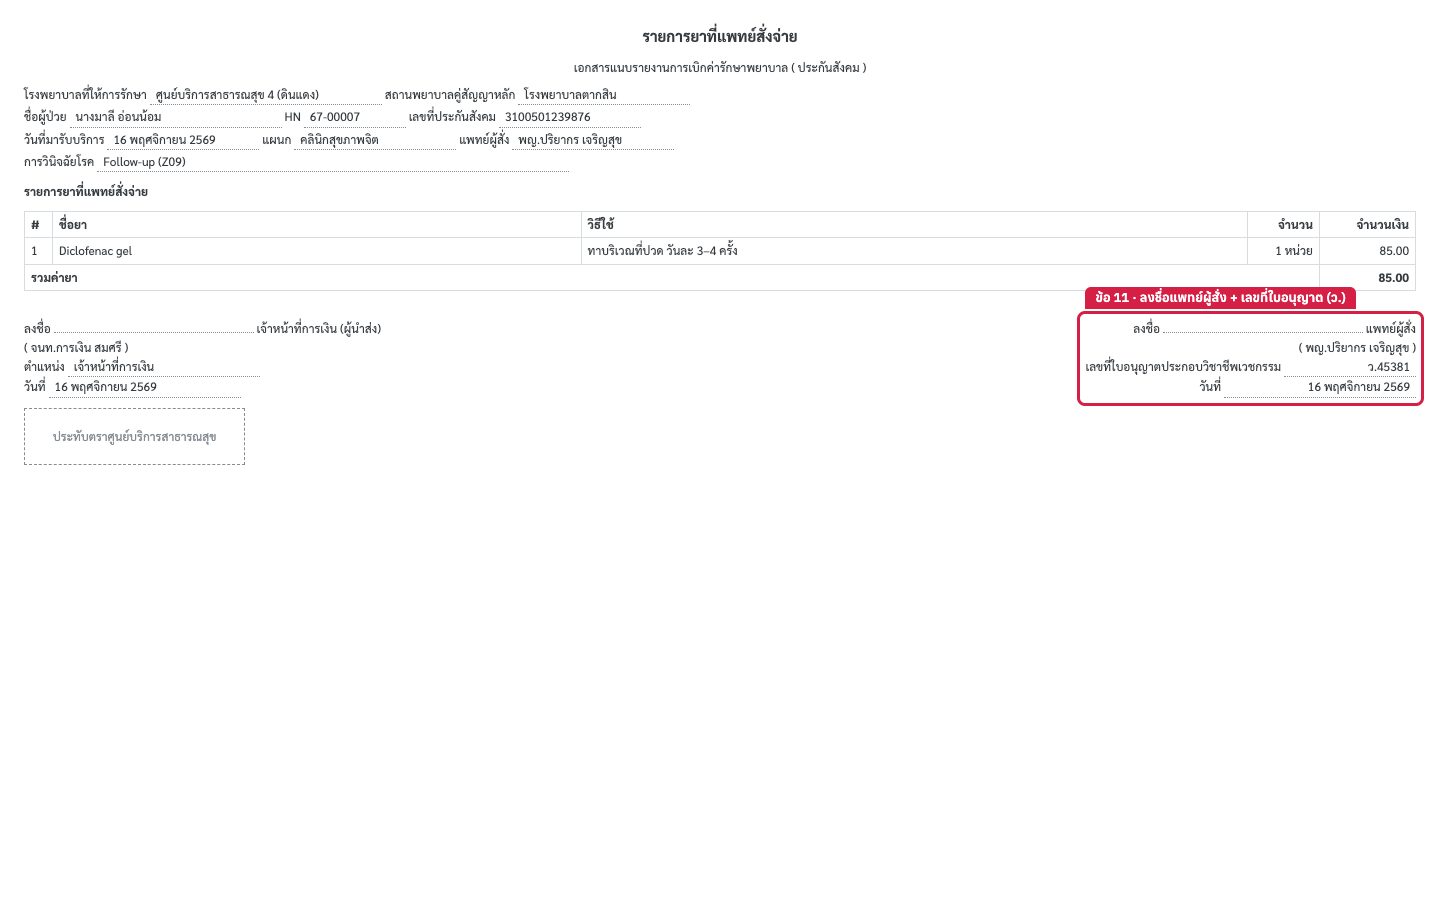 รายการยาที่แพทย์สั่งจ่าย
เอกสารแนบรายงานการเบิกค่ารักษาพยาบาล ( ประกันสังคม )
โรงพยาบาลที่ให้การรักษา ศูนย์บริการสาธารณสุข 4 (ดินแดง) สถานพยาบาลคู่สัญญาหลัก โรงพยาบาลตากสิน
ชื่อผู้ป่วย นางมาลี อ่อนน้อม HN 67-00007 เลขที่ประกันสังคม 3100501239876
วันที่มารับบริการ 16 พฤศจิกายน 2569 แผนก คลินิกสุขภาพจิต แพทย์ผู้สั่ง พญ.ปริยากร เจริญสุข
การวินิจฉัยโรค Follow-up (Z09)
รายการยาที่แพทย์สั่งจ่าย
# ชื่อยา วิธีใช้ จำนวน จำนวนเงิน
1 Diclofenac gel ทาบริเวณที่ปวด วันละ 3–4 ครั้ง 1 หน่วย 85.00
รวมค่ายา 85.00
ข้อ 11 · ลงชื่อแพทย์ผู้สั่ง + เลขที่ใบอนุญาต (ว.)
ลงชื่อ เจ้าหน้าที่การเงิน (ผู้นำส่ง)
( จนท.การเงิน สมศรี )
ตำแหน่ง เจ้าหน้าที่การเงิน
วันที่ 16 พฤศจิกายน 2569
ประทับตราศูนย์บริการสาธารณสุข
ลงชื่อ แพทย์ผู้สั่ง
( พญ.ปริยากร เจริญสุข )
เลขที่ใบอนุญาตประกอบวิชาชีพเวชกรรม ว.45381
วันที่ 16 พฤศจิกายน 2569